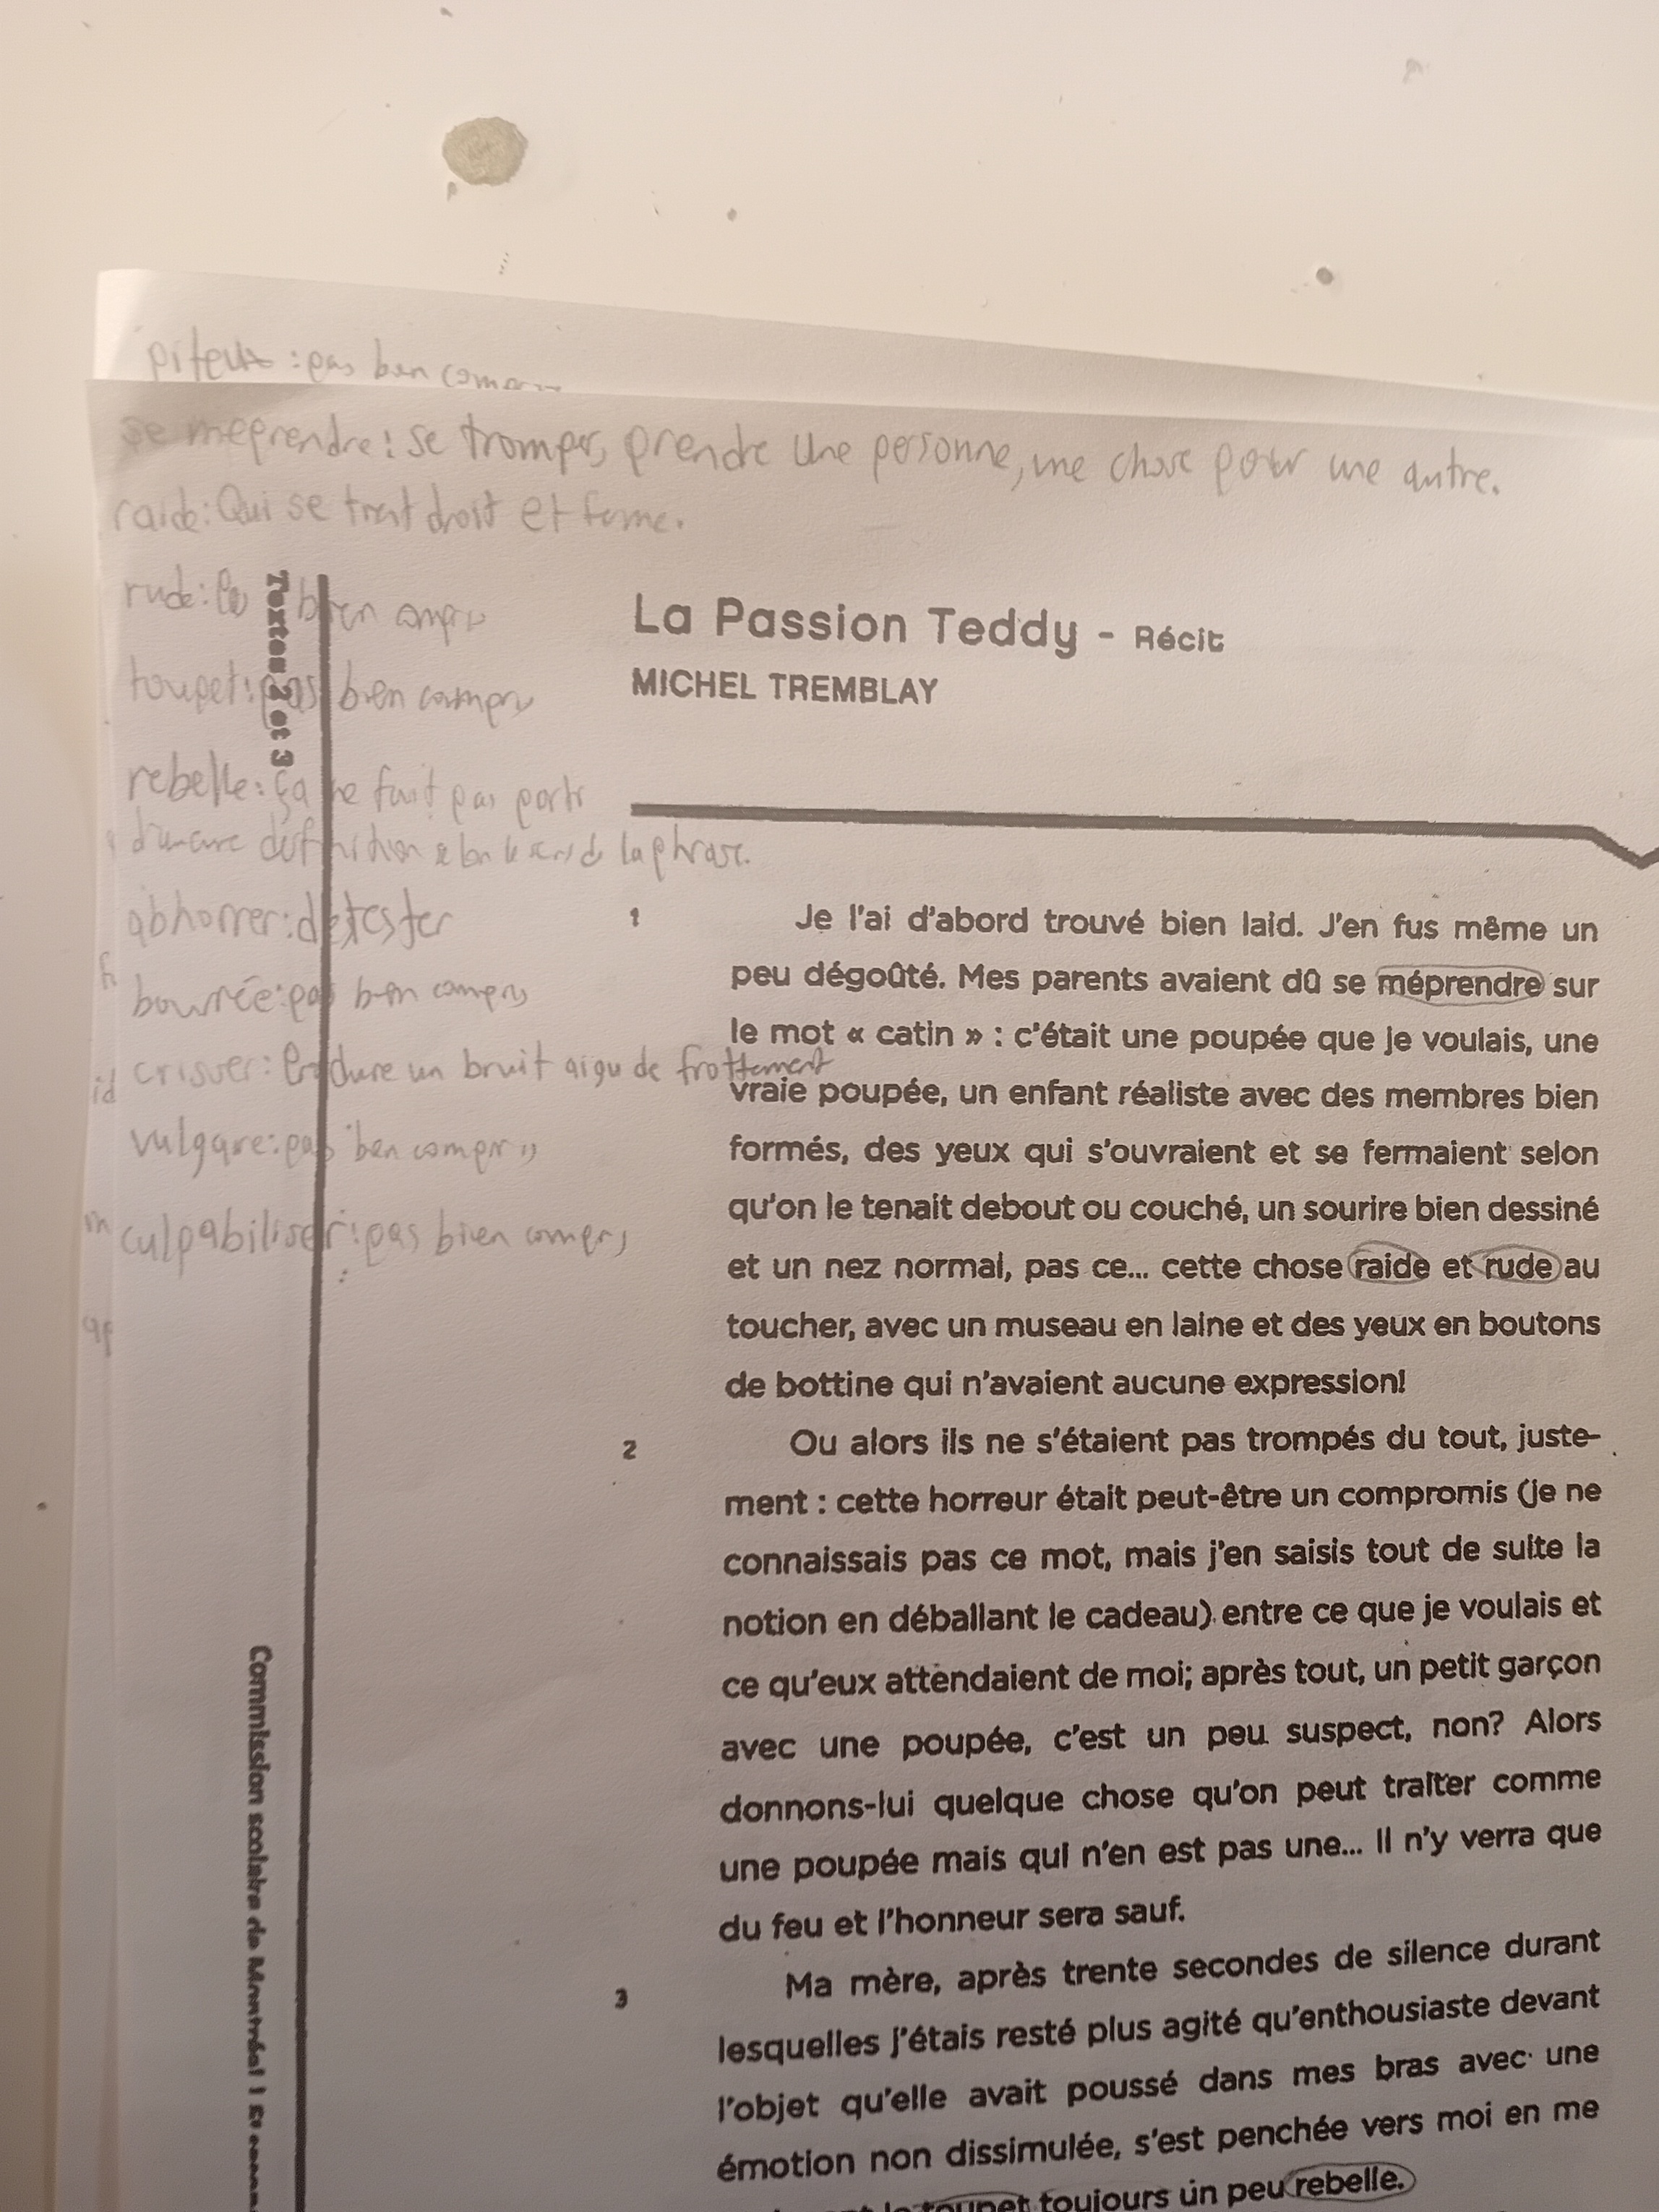 piteux : pas bien
se meprendre : se tromper, prendre une personne, une chose pour une autre.
raide : Qui se tient droit et ferme.
rude : bien compris
toupet : pas bien compris
rebelle : ça ne fait pas partie
d'aucune définition selon le sens de la phrase.
abhorrer : détester
bourrée : pas bien compris
crisser : Produire un bruit aigu de frottement
vulgaire : pas bien compris
culpabiliser : pas bien compris
Textes 2 et 3
Commission scolaire de Montréal
La Passion Teddy - Récit
MICHEL TREMBLAY
1 Je l'ai d'abord trouvé bien laid. J'en fus même un
peu dégoûté. Mes parents avaient dû se méprendre sur
le mot « catin » : c'était une poupée que je voulais, une
vraie poupée, un enfant réaliste avec des membres bien
formés, des yeux qui s'ouvraient et se fermaient selon
qu'on le tenait debout ou couché, un sourire bien dessiné
et un nez normal, pas ce... cette chose raide et rude au
toucher, avec un museau en laine et des yeux en boutons
de bottine qui n'avaient aucune expression!
2 Ou alors ils ne s'étaient pas trompés du tout, juste-
ment : cette horreur était peut-être un compromis (je ne
connaissais pas ce mot, mais j'en saisis tout de suite la
notion en déballant le cadeau) entre ce que je voulais et
ce qu'eux attendaient de moi; après tout, un petit garçon
avec une poupée, c'est un peu suspect, non? Alors
donnons-lui quelque chose qu'on peut traiter comme
une poupée mais qui n'en est pas une... Il n'y verra que
du feu et l'honneur sera sauf.
3 Ma mère, après trente secondes de silence durant
lesquelles j'étais resté plus agité qu'enthousiaste devant
l'objet qu'elle avait poussé dans mes bras avec une
émotion non dissimulée, s'est penchée vers moi en me
le toupet toujours un peu rebelle.